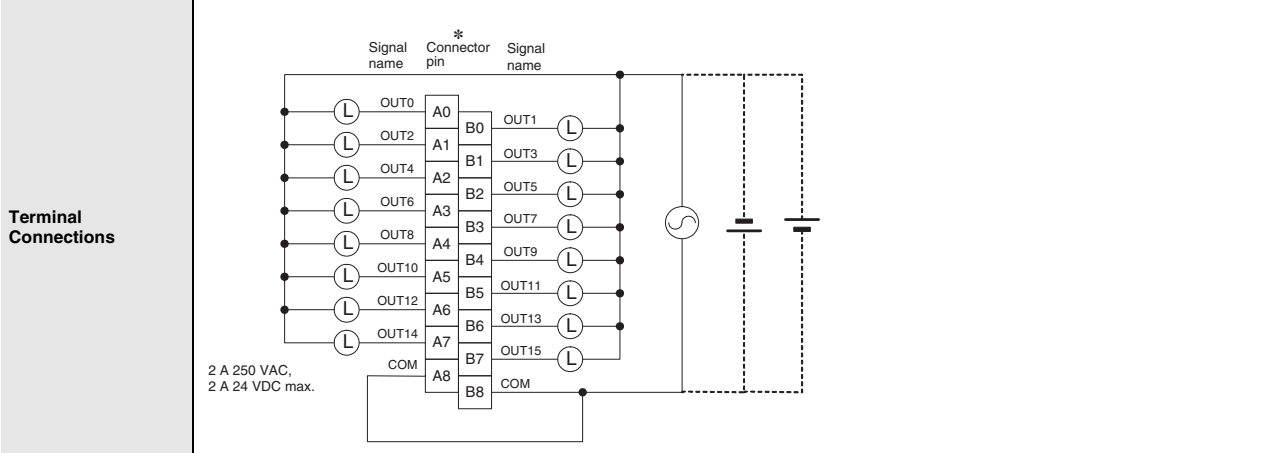 Terminal
Connections
Signal
name
*
Connector
pin
Signal
name
L OUT0 A0
B0 OUT1 L
L OUT2 A1
B1 OUT3 L
L OUT4 A2
B2 OUT5 L
L OUT6 A3
B3 OUT7 L
L OUT8 A4
B4 OUT9 L
L OUT10 A5
B5 OUT11 L
L OUT12 A6
B6 OUT13 L
L OUT14 A7
B7 OUT15 L
COM A8
B8 COM
2 A 250 VAC,
2 A 24 VDC max.